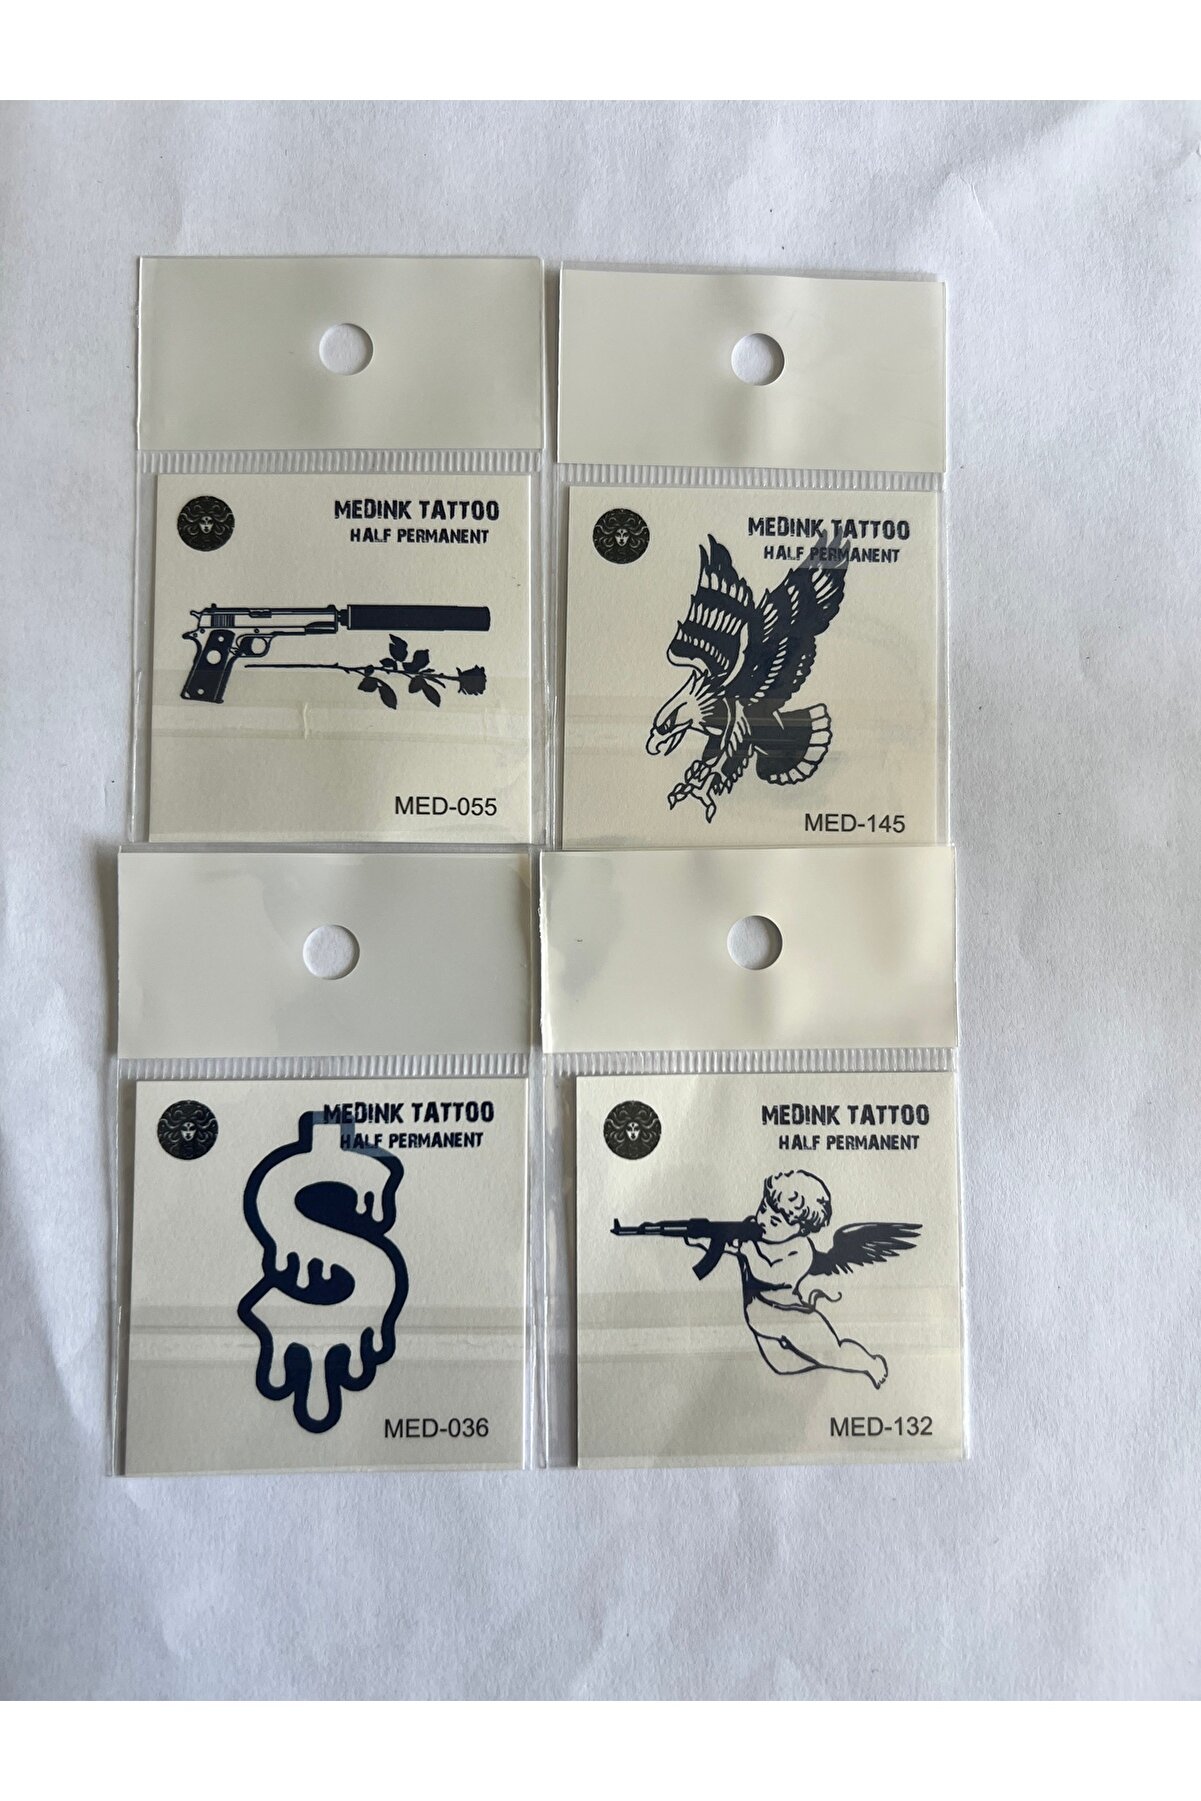 MEDINK TATTOO
HALF PERMANENT
MED-055
MEDINK TATTOO
HALF PERMANENT
MED-145
MEDINK TATTOO
HALF PERMANENT
MED-036
MEDINK TATTOO
HALF PERMANENT
MED-132